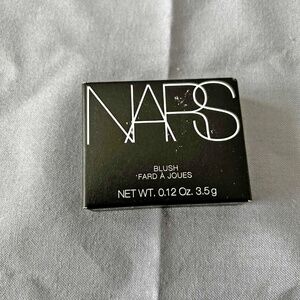 NARS
BLUSH
'FARD À JOUES
NET WT. 0.12 Oz. 3.5 g